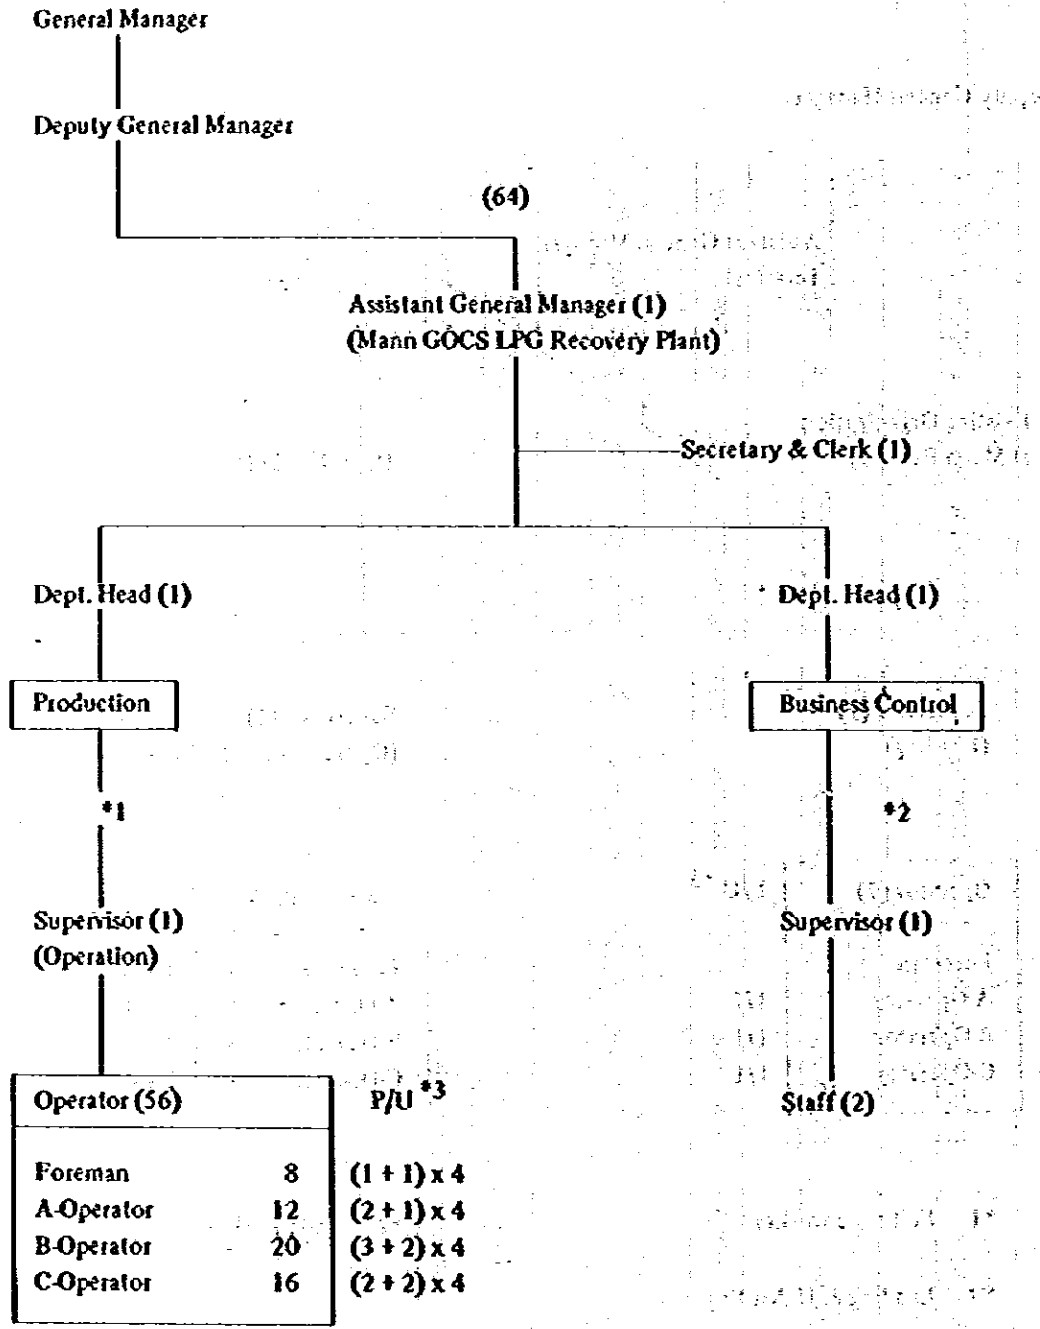 General Manager
Deputy General Manager
(64)
Assistant General Manager (1)
(Mann GOCS LPG Recovery Plant)
Secretary & Clerk (1)
Dept. Head (1)
Dept. Head (1)
Production
Business Control
*1
*2
Supervisor (1)
(Operation)
Supervisor (1)
Operator (56)
P/U *3
Staff (2)
Foreman 8 (1 + 1) x 4
A-Operator 12 (2 + 1) x 4
B-Operator 20 (3 + 2) x 4
C-Operator 16 (2 + 2) x 4